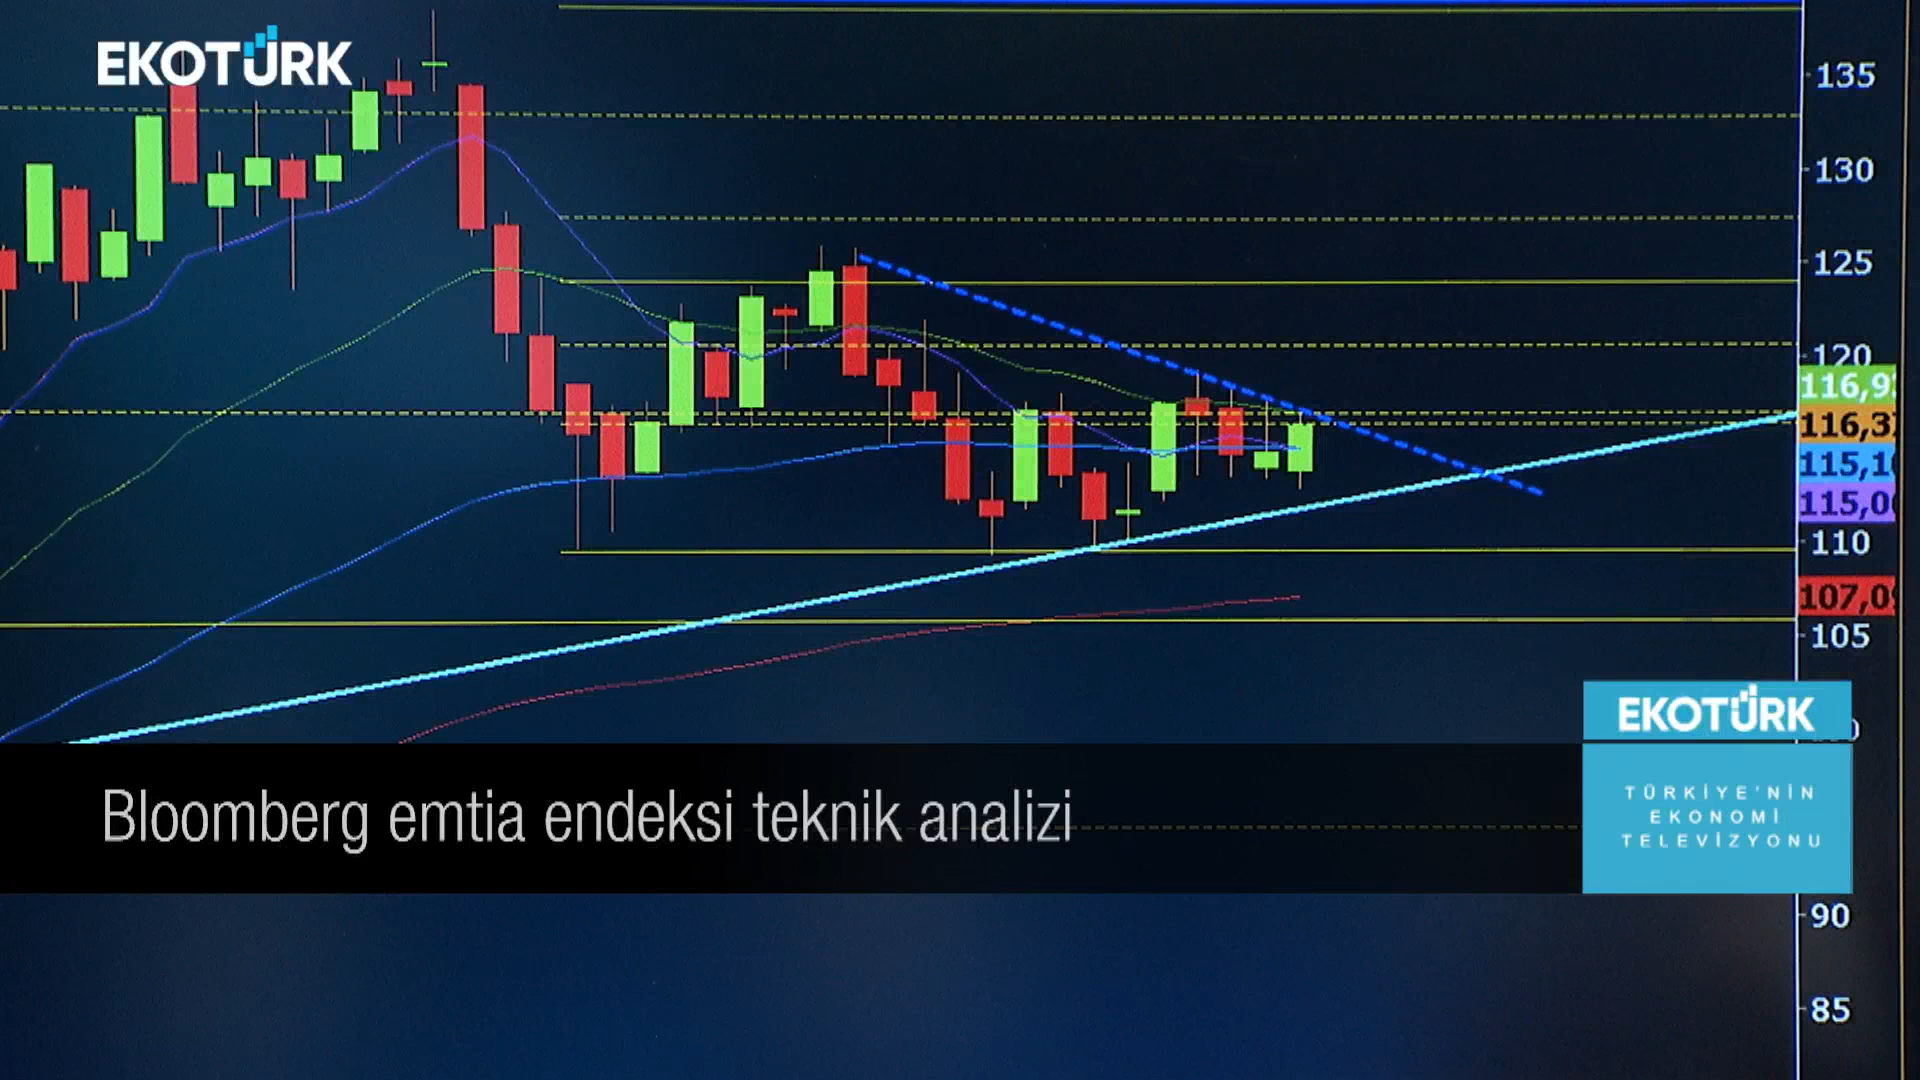 EKOTÜRK
135
130
125
120
116,9
116,3
115,1
115,0
110
107,0
105
EKOTÜRK
TÜRKİYE'NİN
EKONOMİ
TELEVİZYONU
Bloomberg emtia endeksi teknik analizi
90
85